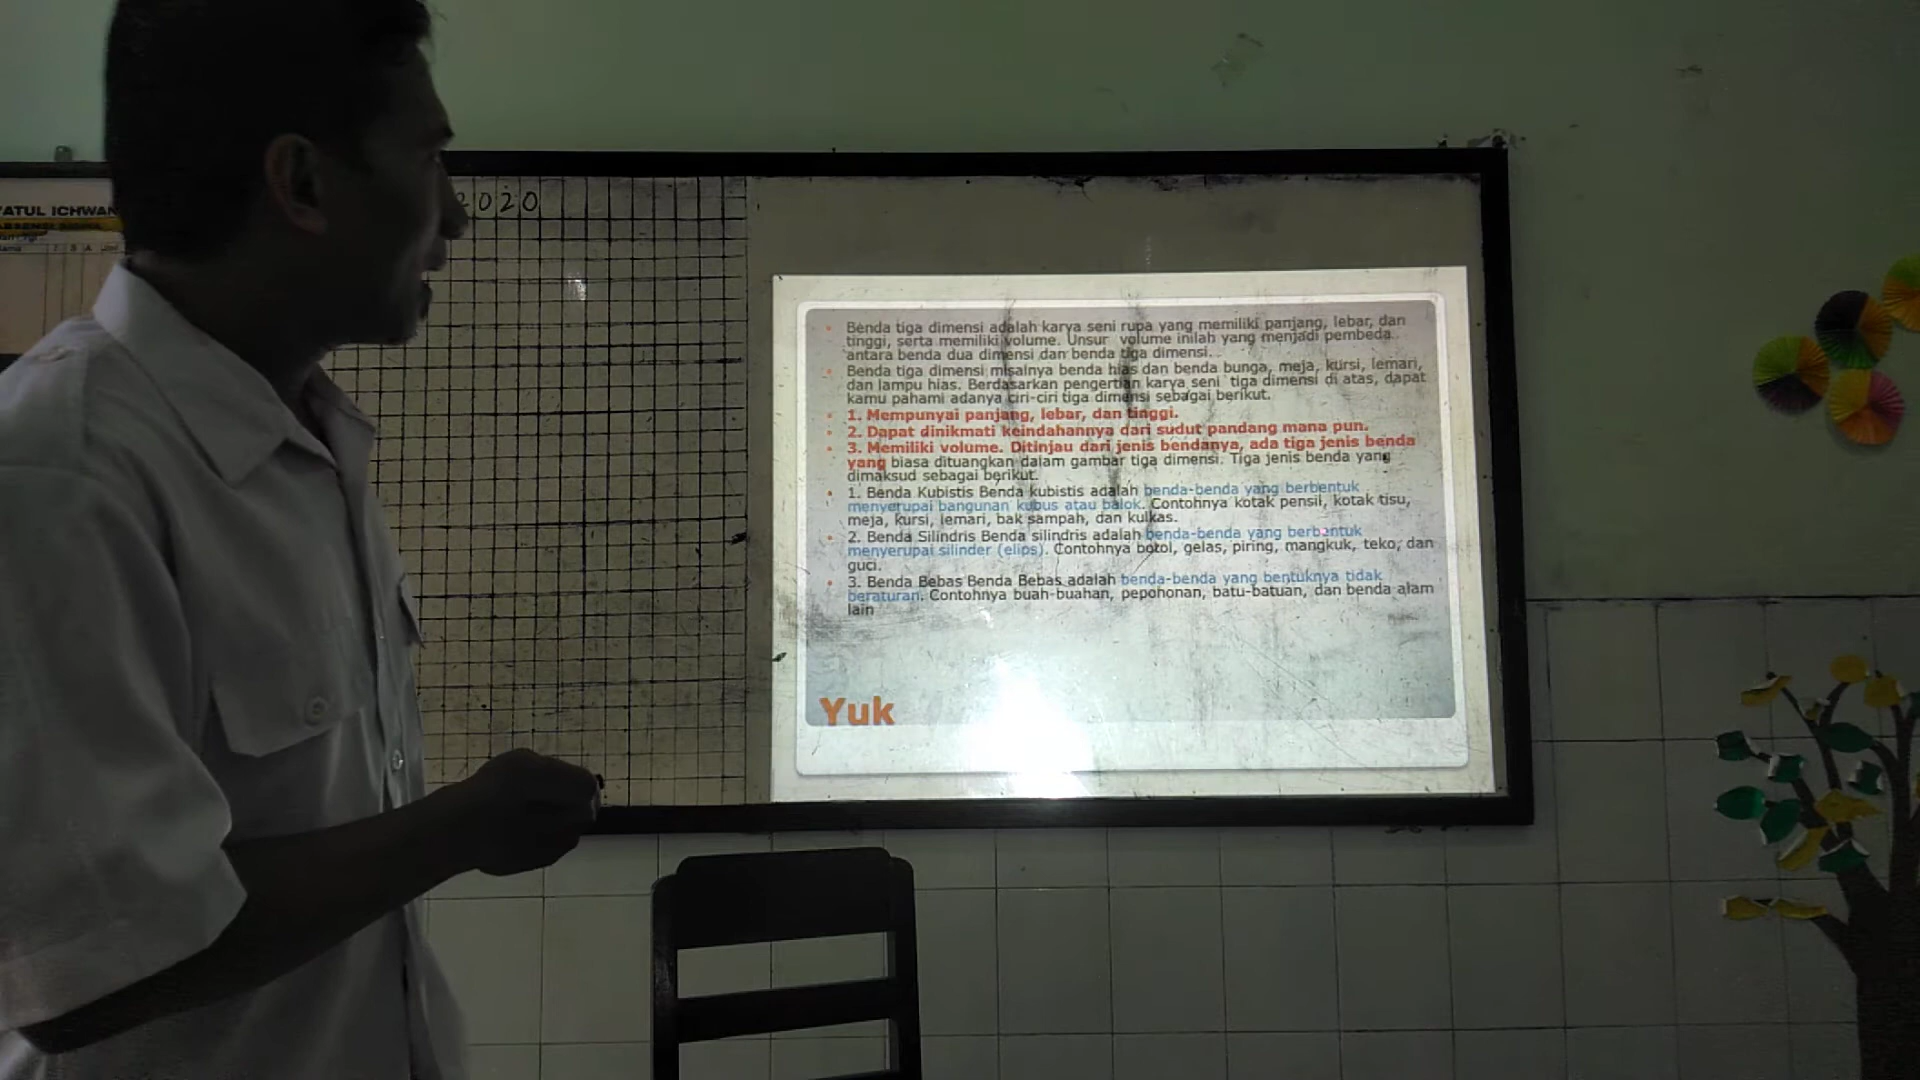 YATUL ICHWAN
ABSENSI SISWA
2020
Benda tiga dimensi adalah karya seni rupa yang memiliki panjang, lebar, dan
tinggi, serta memiliki volume. Unsur volume inilah yang menjadi pembeda
antara benda dua dimensi dan benda tiga dimensi.
Benda tiga dimensi misalnya benda hias dan benda bunga, meja, kursi, lemari,
dan lampu hias. Berdasarkan pengertian karya seni tiga dimensi di atas, dapat
kamu pahami adanya ciri-ciri tiga dimensi sebagai berikut.
1. Mempunyai panjang, lebar, dan tinggi.
2. Dapat dinikmati keindahannya dari sudut pandang mana pun.
3. Memiliki volume. Ditinjau dari jenis bendanya, ada tiga jenis benda
yang biasa dituangkan dalam gambar tiga dimensi. Tiga jenis benda yang
dimaksud sebagai berikut.
1. Benda Kubistis Benda kubistis adalah benda-benda yang berbentuk
menyerupai bangunan kubus atau balok. Contohnya kotak pensil, kotak tisu,
meja, kursi, lemari, bak sampah, dan kulkas.
2. Benda Silindris Benda silindris adalah benda-benda yang berbentuk
menyerupai silinder (elips). Contohnya botol, gelas, piring, mangkuk, teko, dan
guci.
3. Benda Bebas Benda Bebas adalah benda-benda yang bentuknya tidak
beraturan. Contohnya buah-buahan, pepohonan, batu-batuan, dan benda alam
lain
Yuk